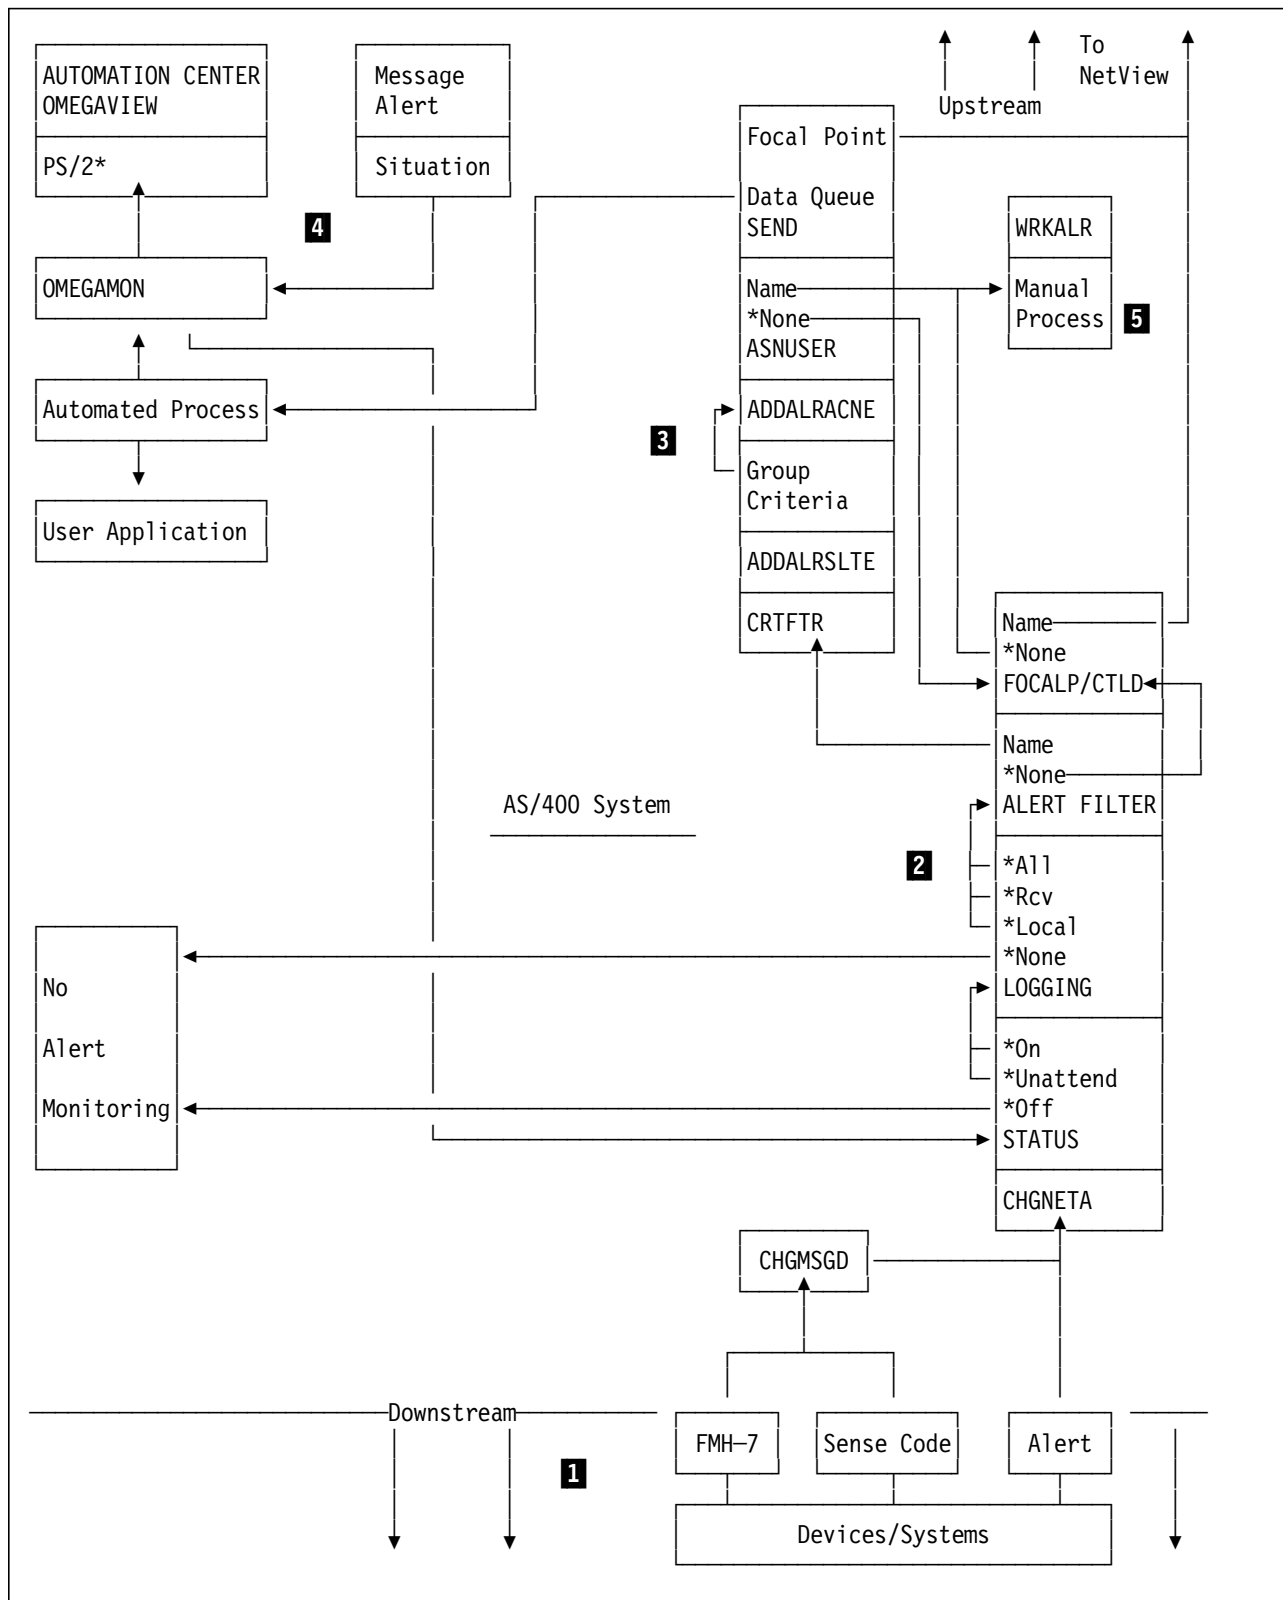 AUTOMATION CENTER
OMEGAVIEW
PS/2*
Message
Alert
Situation
4
OMEGAMON
Automated Process
User Application
To
NetView
Upstream
Focal Point
Data Queue
SEND
Name
*None
ASNUSER
ADDALRACNE
3
Group
Criteria
ADDALRSLTE
CRTFTR
WRKALR
Manual
Process
5
Name
*None
FOCALP/CTLD
Name
*None
ALERT FILTER
AS/400 System
2
*All
*Rcv
*Local
*None
LOGGING
*On
*Unattend
*Off
STATUS
CHGNETA
No
Alert
Monitoring
CHGMSGD
Downstream
1
FMH—7
Sense Code
Alert
Devices/Systems